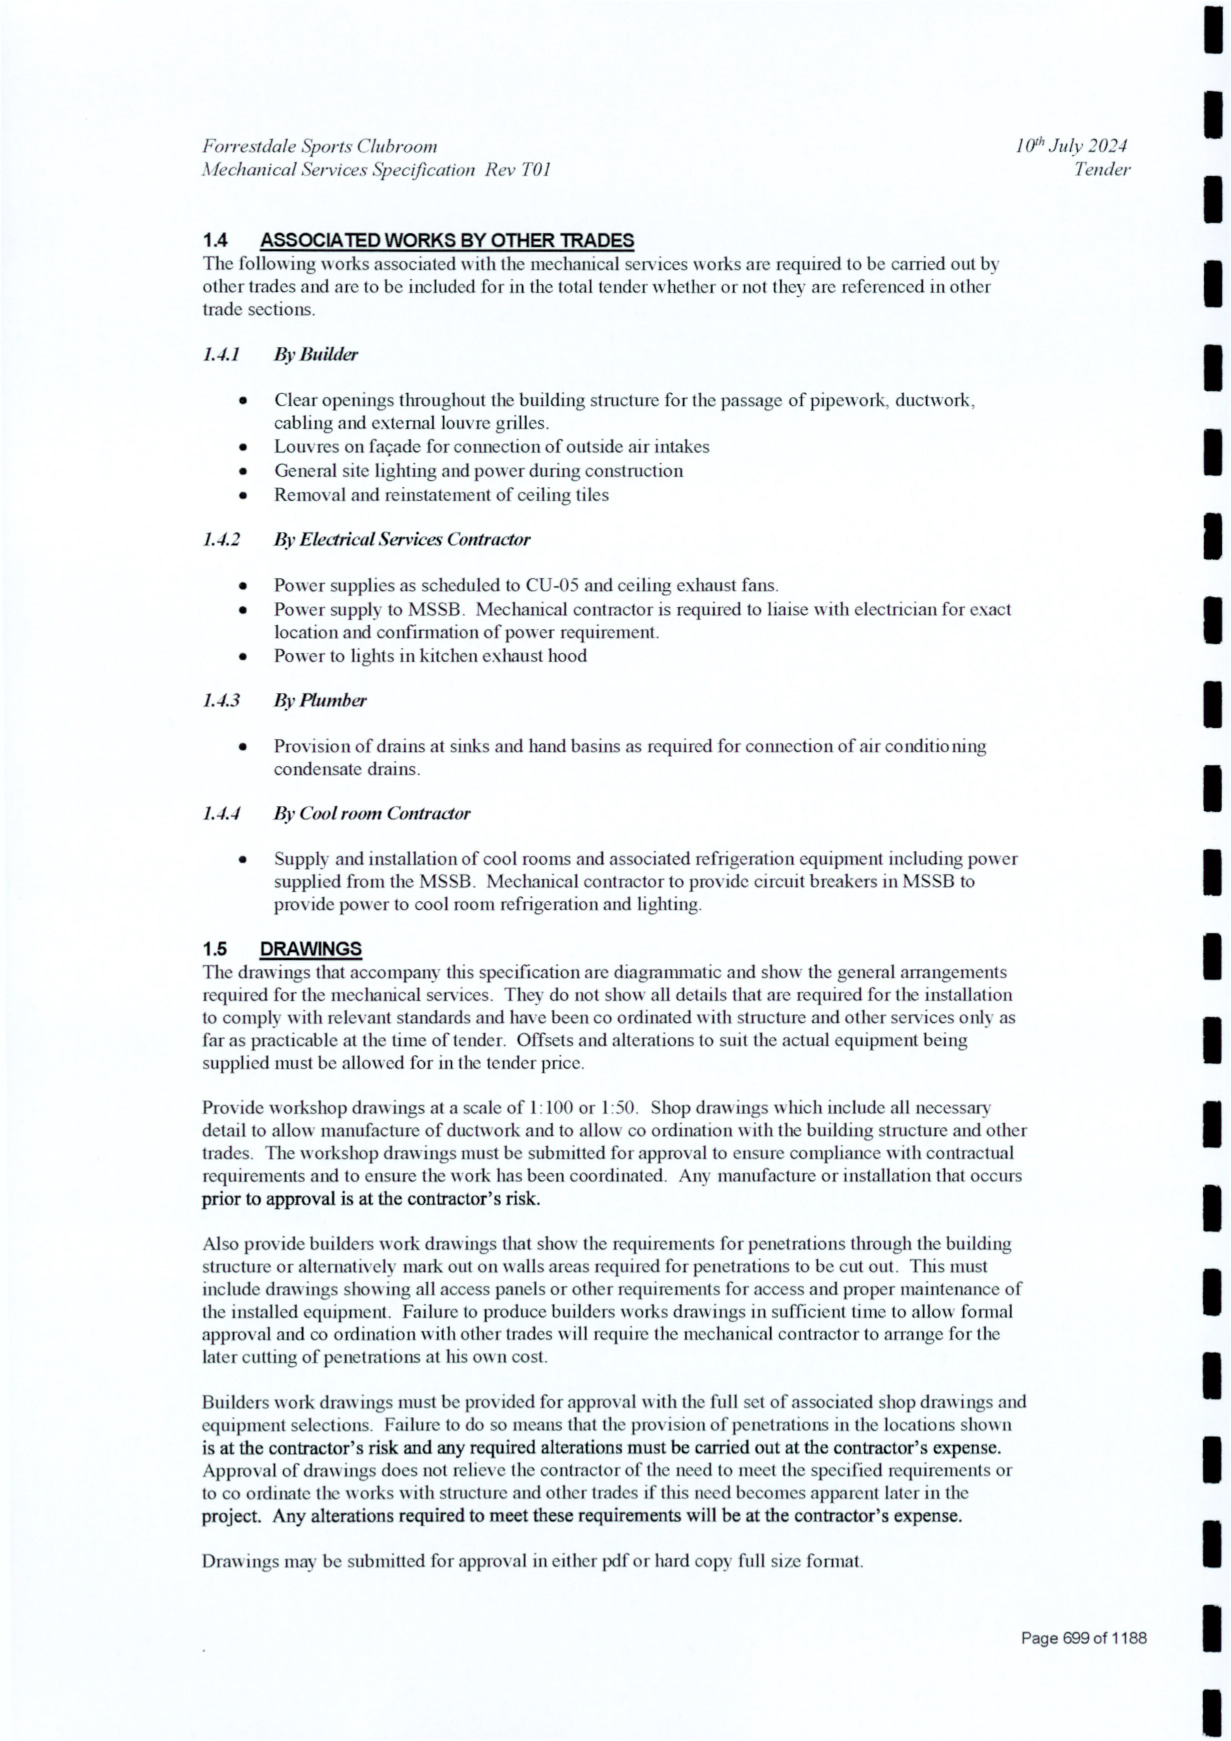 Forrestdale Sports Clubroom
10th July 2024
Mechanical Services Specification Rev T01
Tender
1.4 ASSOCIATED WORKS BY OTHER TRADES
The following works associated with the mechanical services works are required to be carried out by
other trades and are to be included for in the total tender whether or not they are referenced in other
trade sections.
1.4.1 By Builder
• Clear openings throughout the building structure for the passage of pipework, ductwork,
cabling and external louvre grilles.
• Louvres on façade for connection of outside air intakes
• General site lighting and power during construction
• Removal and reinstatement of ceiling tiles
1.4.2 By Electrical Services Contractor
• Power supplies as scheduled to CU-05 and ceiling exhaust fans.
• Power supply to MSSB. Mechanical contractor is required to liaise with electrician for exact
location and confirmation of power requirement.
• Power to lights in kitchen exhaust hood
1.4.3 By Plumber
• Provision of drains at sinks and hand basins as required for connection of air conditioning
condensate drains.
1.4.4 By Cool room Contractor
• Supply and installation of cool rooms and associated refrigeration equipment including power
supplied from the MSSB. Mechanical contractor to provide circuit breakers in MSSB to
provide power to cool room refrigeration and lighting.
1.5 DRAWINGS
The drawings that accompany this specification are diagrammatic and show the general arrangements
required for the mechanical services. They do not show all details that are required for the installation
to comply with relevant standards and have been co ordinated with structure and other services only as
far as practicable at the time of tender. Offsets and alterations to suit the actual equipment being
supplied must be allowed for in the tender price.
Provide workshop drawings at a scale of 1:100 or 1:50. Shop drawings which include all necessary
detail to allow manufacture of ductwork and to allow co ordination with the building structure and other
trades. The workshop drawings must be submitted for approval to ensure compliance with contractual
requirements and to ensure the work has been coordinated. Any manufacture or installation that occurs
prior to approval is at the contractor's risk.
Also provide builders work drawings that show the requirements for penetrations through the building
structure or alternatively mark out on walls areas required for penetrations to be cut out. This must
include drawings showing all access panels or other requirements for access and proper maintenance of
the installed equipment. Failure to produce builders works drawings in sufficient time to allow formal
approval and co ordination with other trades will require the mechanical contractor to arrange for the
later cutting of penetrations at his own cost.
Builders work drawings must be provided for approval with the full set of associated shop drawings and
equipment selections. Failure to do so means that the provision of penetrations in the locations shown
is at the contractor's risk and any required alterations must be carried out at the contractor's expense.
Approval of drawings does not relieve the contractor of the need to meet the specified requirements or
to co ordinate the works with structure and other trades if this need becomes apparent later in the
project. Any alterations required to meet these requirements will be at the contractor's expense.
Drawings may be submitted for approval in either pdf or hard copy full size format.
Page 699 of 1188